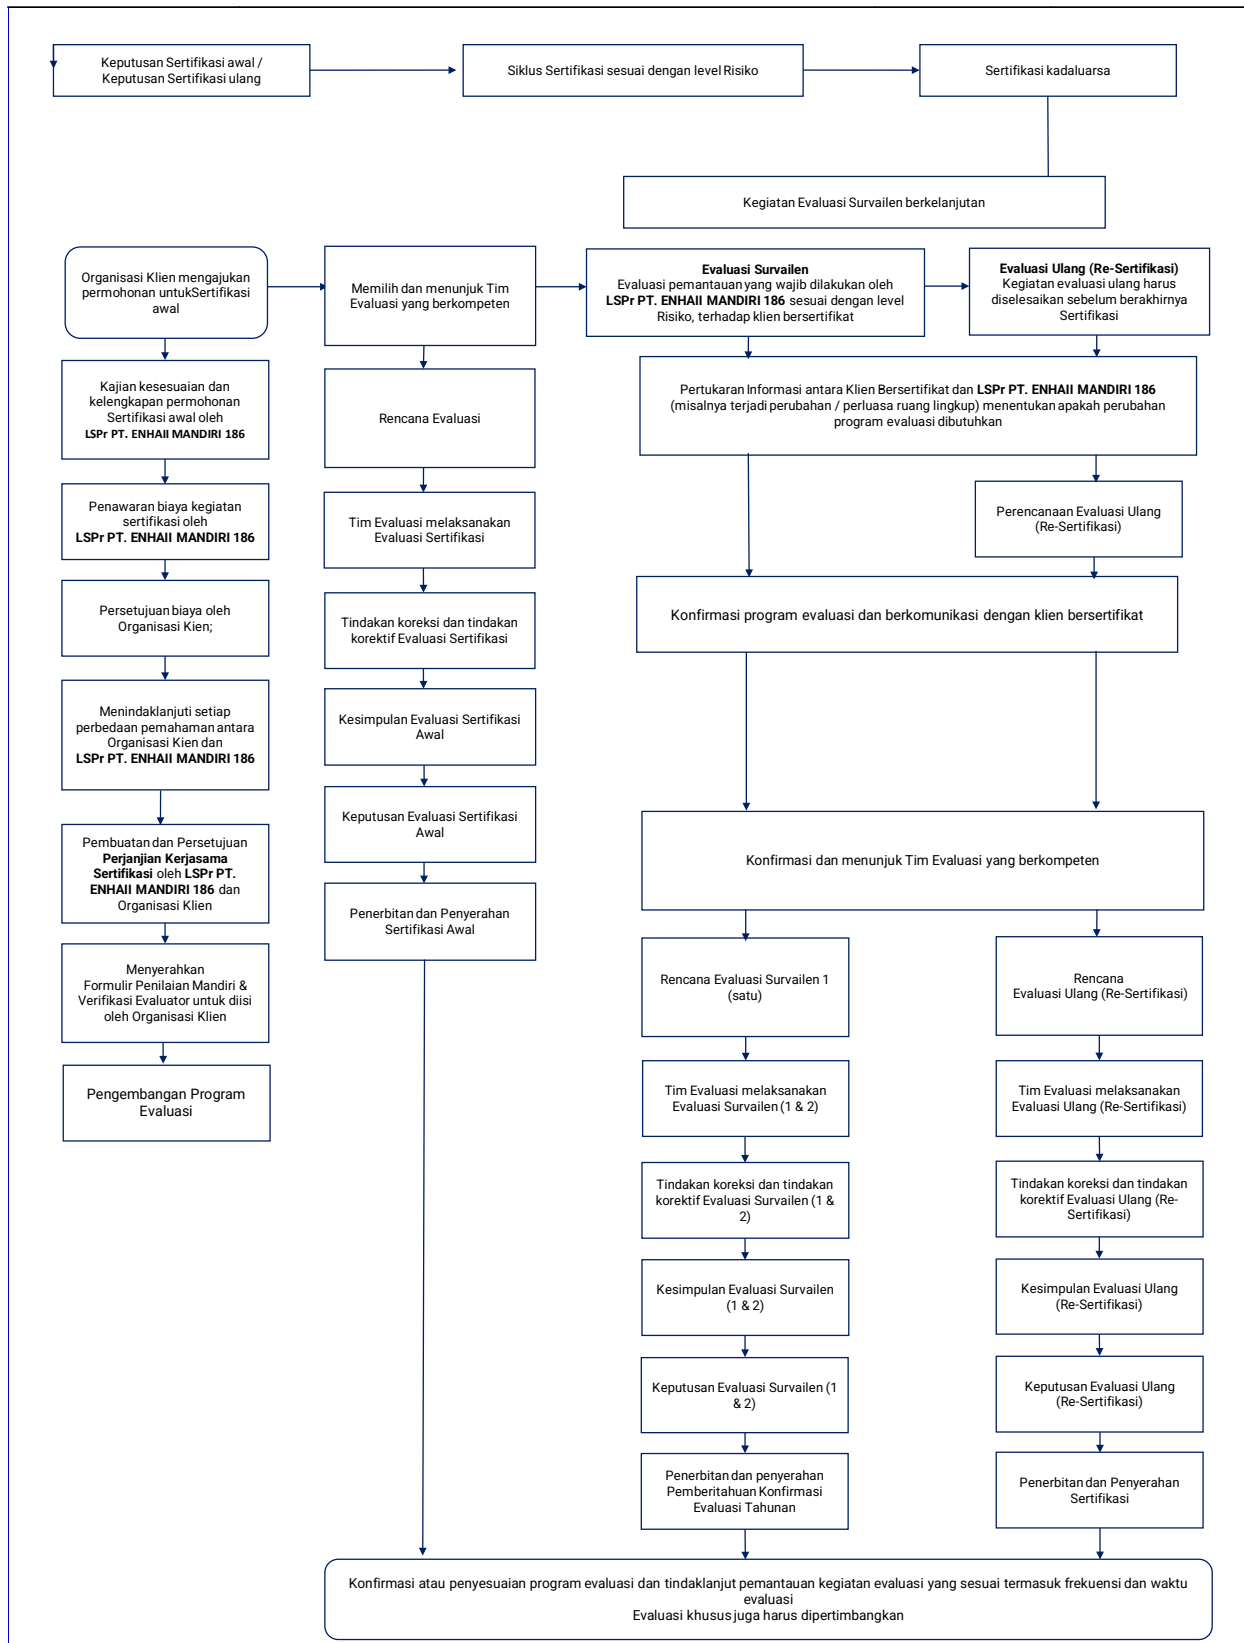 Keputusan Sertifikasi awal /
Keputusan Sertifikasi ulang
Siklus Sertifikasi sesuai dengan level Risiko
Sertifikasi kadaluarsa
Kegiatan Evaluasi Survailen berkelanjutan
Organisasi Klien mengajukan
permohonan untukSertifikasi
awal
Kajian kesesuaian dan
kelengkapan permohonan
Sertifikasi awal oleh
LSPr PT. ENHAII MANDIRI 186
Penawaran biaya kegiatan
sertifikasi oleh
LSPr PT. ENHAII MANDIRI 186
Persetujuan biaya oleh
Organisasi Kien;
Menindaklanjuti setiap
perbedaan pemahaman antara
Organisasi Kien dan
LSPr PT. ENHAII MANDIRI 186
Pembuatan dan Persetujuan
Perjanjian Kerjasama
Sertifikasi oleh LSPr PT.
ENHAII MANDIRI 186 dan
Organisasi Klien
Menyerahkan
Formulir Penilaian Mandiri &
Verifikasi Evaluator untuk diisi
oleh Organisasi Klien
Pengembangan Program
Evaluasi
Memilih dan menunjuk Tim
Evaluasi yang berkompeten
Rencana Evaluasi
Tim Evaluasi melaksanakan
Evaluasi Sertifikasi
Tindakan koreksi dan tindakan
korektif Evaluasi Sertifikasi
Kesimpulan Evaluasi Sertifikasi
Awal
Keputusan Evaluasi Sertifikasi
Awal
Penerbitan dan Penyerahan
Sertifikasi Awal
Evaluasi Survailen
Evaluasi pemantauan yang wajib dilakukan oleh
LSPr PT. ENHAII MANDIRI 186 sesuai dengan level
Risiko, terhadap klien bersertifikat
Evaluasi Ulang (Re-Sertifikasi)
Kegiatan evaluasi ulang harus
diselesaikan sebelum berakhirnya
Sertifikasi
Pertukaran Informasi antara Klien Bersertifikat dan LSPr PT. ENHAII MANDIRI 186
(misalnya terjadi perubahan / perluasa ruang lingkup) menentukan apakah perubahan
program evaluasi dibutuhkan
Perencanaan Evaluasi Ulang
(Re-Sertifikasi)
Konfirmasi program evaluasi dan berkomunikasi dengan klien bersertifikat
Konfirmasi dan menunjuk Tim Evaluasi yang berkompeten
Rencana Evaluasi Survailen 1
(satu)
Tim Evaluasi melaksanakan
Evaluasi Survailen (1 & 2)
Tindakan koreksi dan tindakan
korektif Evaluasi Survailen (1 &
2)
Kesimpulan Evaluasi Survailen
(1 & 2)
Keputusan Evaluasi Survailen (1
& 2)
Penerbitan dan penyerahan
Pemberitahuan Konfirmasi
Evaluasi Tahunan
Rencana
Evaluasi Ulang (Re-Sertifikasi)
Tim Evaluasi melaksanakan
Evaluasi Ulang (Re-Sertifikasi)
Tindakan koreksi dan tindakan
korektif Evaluasi Ulang (Re-
Sertifikasi)
Kesimpulan Evaluasi Ulang
(Re-Sertifikasi)
Keputusan Evaluasi Ulang
(Re-Sertifikasi)
Penerbitan dan Penyerahan
Sertifikasi
Konfirmasi atau penyesuaian program evaluasi dan tindaklanjut pemantauan kegiatan evaluasi yang sesuai termasuk frekuensi dan waktu
evaluasi
Evaluasi khusus juga harus dipertimbangkan